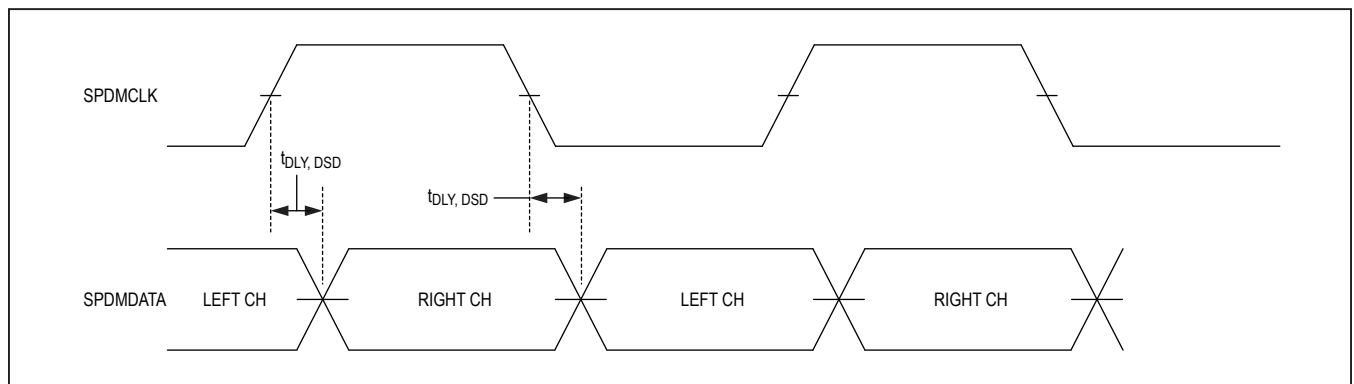 SPDMCLK
tDLY, DSD
tDLY, DSD
SPDMDATA LEFT CH RIGHT CH LEFT CH RIGHT CH